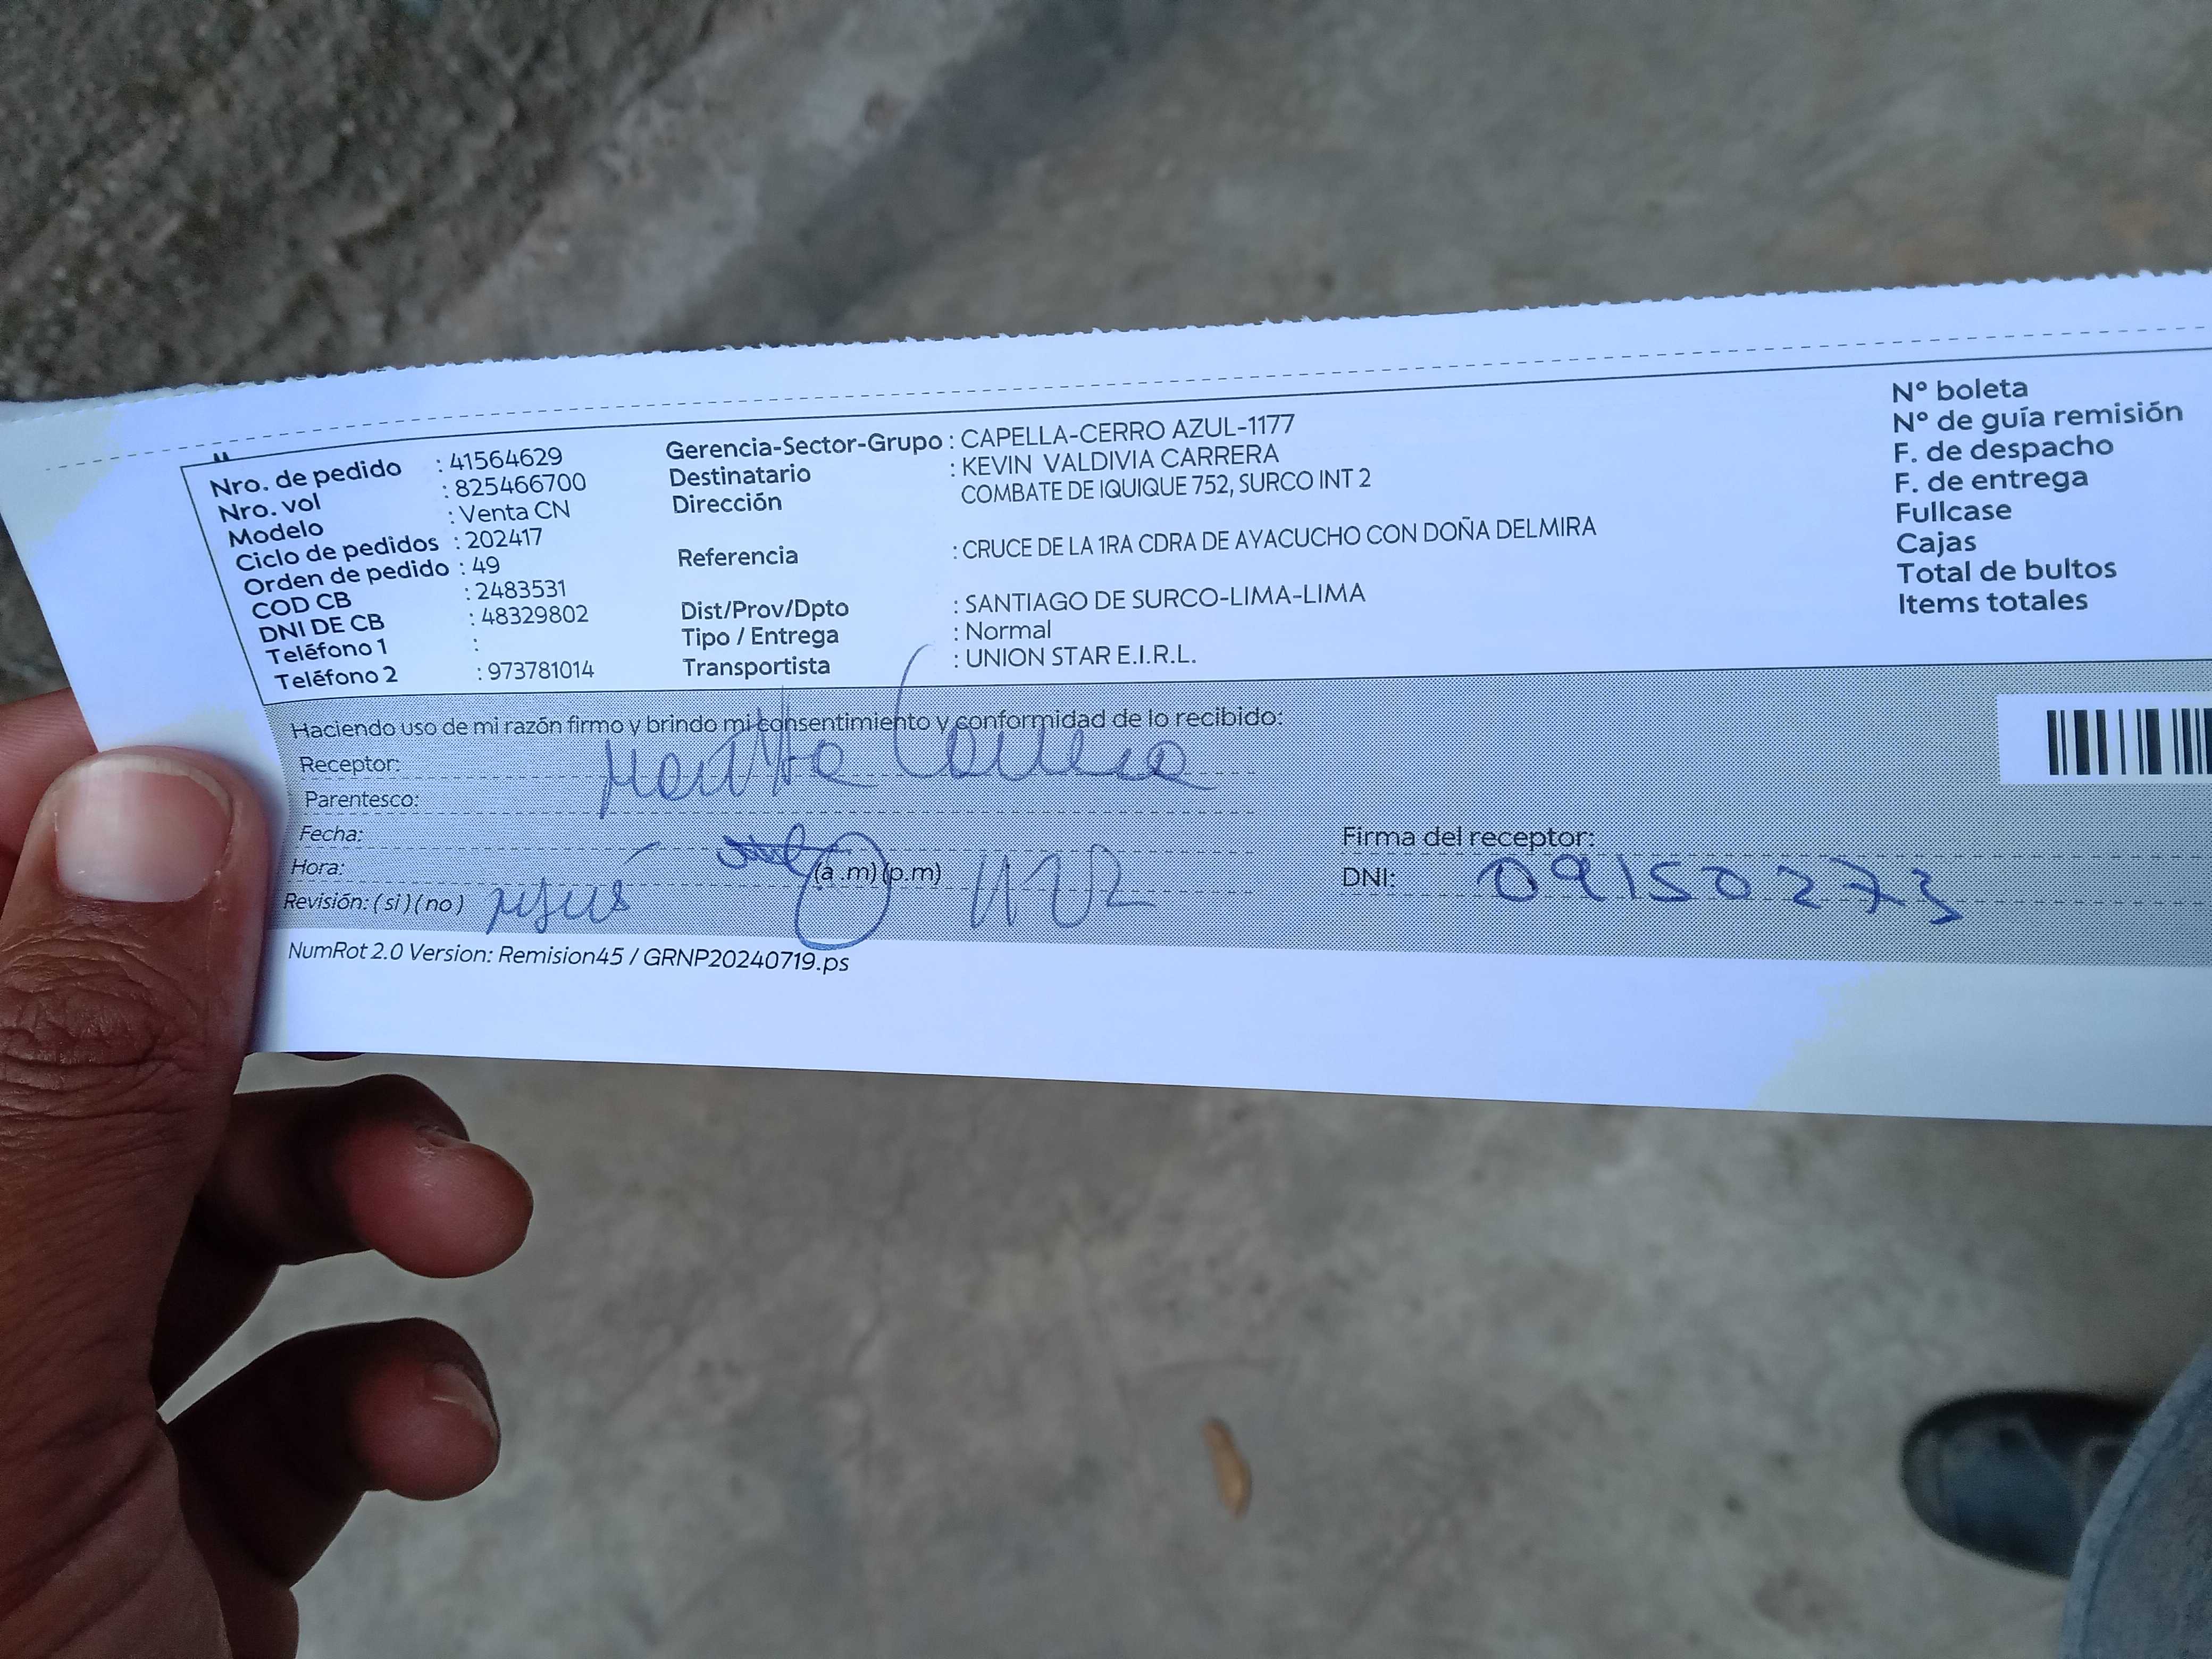 Nro. de pedido : 41564629
Nro. vol : 825466700
Modelo : Venta CN
Ciclo de pedidos : 202417
Orden de pedido : 49
COD CB : 2483531
DNI DE CB : 48329802
Teléfono 1 :
Teléfono 2 : 973781014
Gerencia-Sector-Grupo : CAPELLA-CERRO AZUL-1177
Destinatario : KEVIN VALDIVIA CARRERA
Dirección COMBATE DE IQUIQUE 752, SURCO INT 2
Referencia : CRUCE DE LA 1RA CDRA DE AYACUCHO CON DOÑA DELMIRA
Dist/Prov/Dpto : SANTIAGO DE SURCO-LIMA-LIMA
Tipo / Entrega : Normal
Transportista : UNION STAR E.I.R.L.
N° boleta
N° de guía remisión
F. de despacho
F. de entrega
Fullcase
Cajas
Total de bultos
Items totales
Haciendo uso de mi razón firmo y brindo mi consentimiento y conformidad de lo recibido:
Receptor: Martha
Parentesco:
Fecha:
Hora: (a.m) (p.m)
Revisión: (si) (no)
Firma del receptor:
DNI: 09150273
NumRot 2.0 Version: Remision45 / GRNP20240719.ps